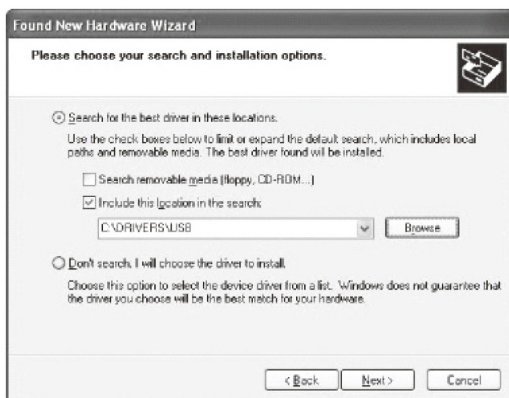 Found New Hardware Wizard
Please choose your search and installation options.
Search for the best driver in these locations.
Use the check boxes below to limit or expand the default search, which includes local
paths and removable media. The best driver found will be installed.
Search removable media (floppy, CD-ROM...)
Include this location in the search:
C:\DRIVERS\USB
Browse
Don't search. I will choose the driver to install.
Choose this option to select the device driver from a list. Windows does not guarantee that
the driver you choose will be the best match for your hardware.
< Back
Next >
Cancel